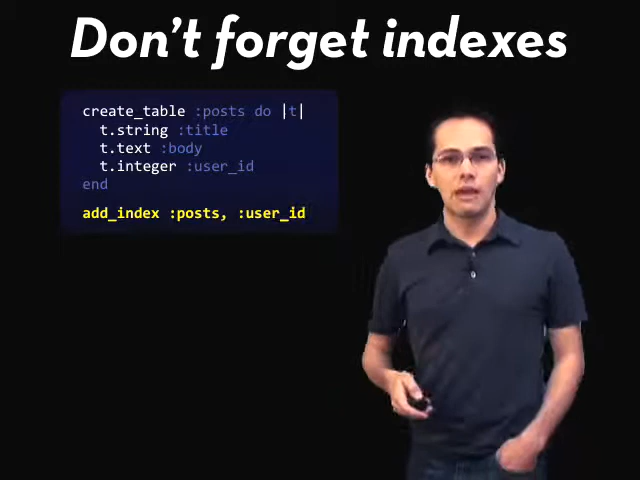 Don't forget indexes
create_table :posts do |t|
t.string :title
t.text :body
t.integer :user_id
end
add_index :posts, :user_id